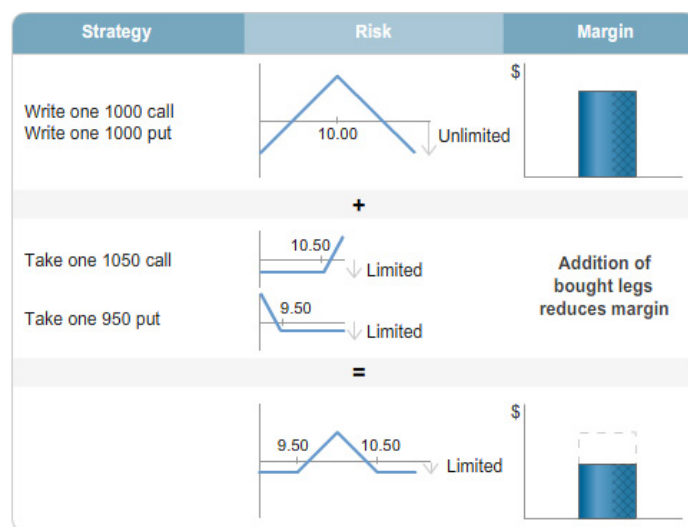 Strategy Risk Margin
$
Write one 1000 call
Write one 1000 put
10.00
Unlimited
+
Take one 1050 call
10.50
Limited
Take one 950 put
9.50
Limited
Addition of
bought legs
reduces margin
=
$
9.50
10.50
Limited